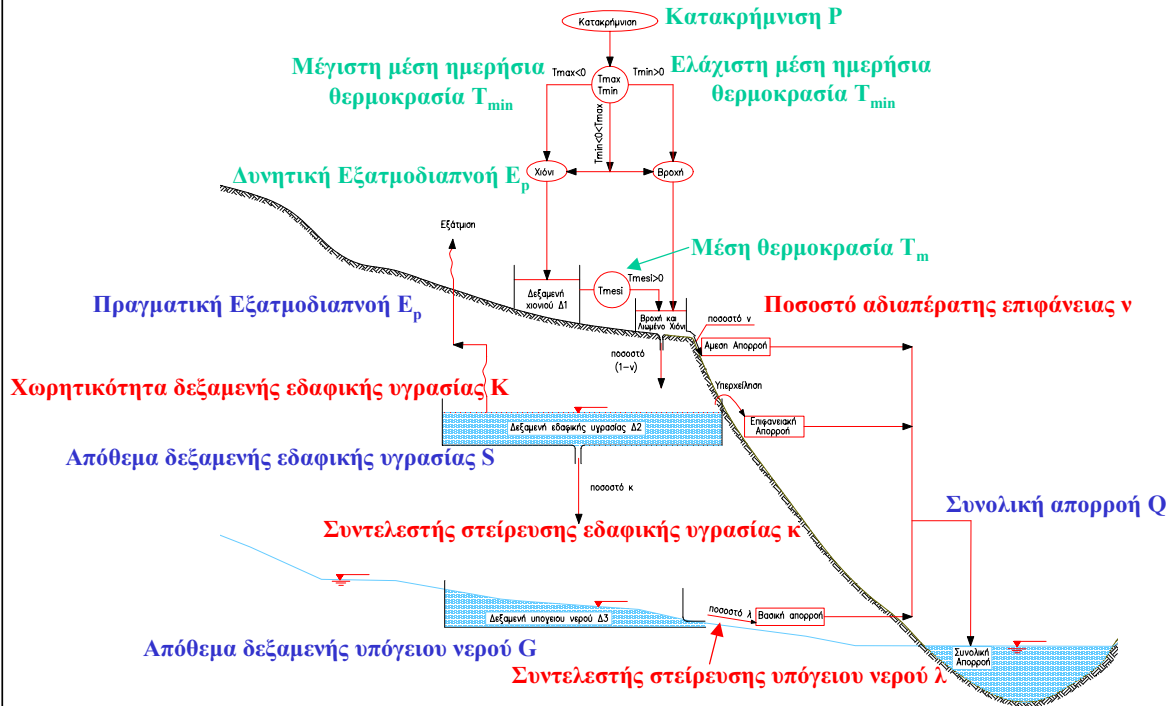 Κατακρήμνιση
Κατακρήμνιση P
Μέγιστη μέση ημερήσια
θερμοκρασία Tmin
Tmax<0
Tmax
Tmin
Tmin>0
Ελάχιστη μέση ημερήσια
θερμοκρασία Tmin
Tmin<0<Tmax
Δυνητική Εξατμοδιαπνοή Ep
Χιόνι
Βροχή
Εξάτμιση
Μέση θερμοκρασία Tm
Δεξαμενή
χιονιού Δ1
Tmesi
Tmesi>0
Βροχή και
Λιωμένο Χιόνι
Πραγματική Εξατμοδιαπνοή Ep
Ποσοστό αδιαπέρατης επιφάνειας ν
ποσοστό ν
Αμεση Απορροή
ποσοστό
(1-ν)
Χωρητικότητα δεξαμενής εδαφικής υγρασίας K
Υπερχείληση
Δεξαμενή εδαφικής υγρασίας Δ2
Επιφανειακή
Απορροή
Απόθεμα δεξαμενής εδαφικής υγρασίας S
ποσοστό κ
Συνολική απορροή Q
Συντελεστής στείρευσης εδαφικής υγρασίας κ
Δεξαμενή υπογειου νερού Δ3
ποσοστό λ
Βασική απορροή
Απόθεμα δεξαμενής υπόγειου νερού G
Συνολική
Απορροή
Συντελεστής στείρευσης υπόγειου νερού λ